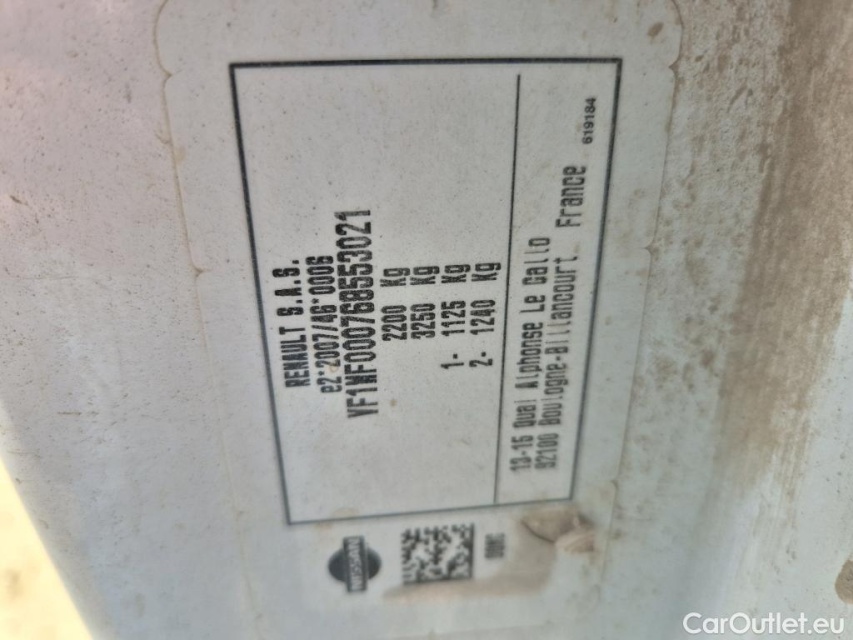 RENAULT S.A.S.
e2*2007/46*0006
VF1WF000768553021
2200 Kg
3250 Kg
1- 1125 Kg
2- 1240 Kg
13-15 Quai Alphonse Le Gallo
92100 Boulogne-Billancourt France
619184
NISSAN
CarOutlet.eu